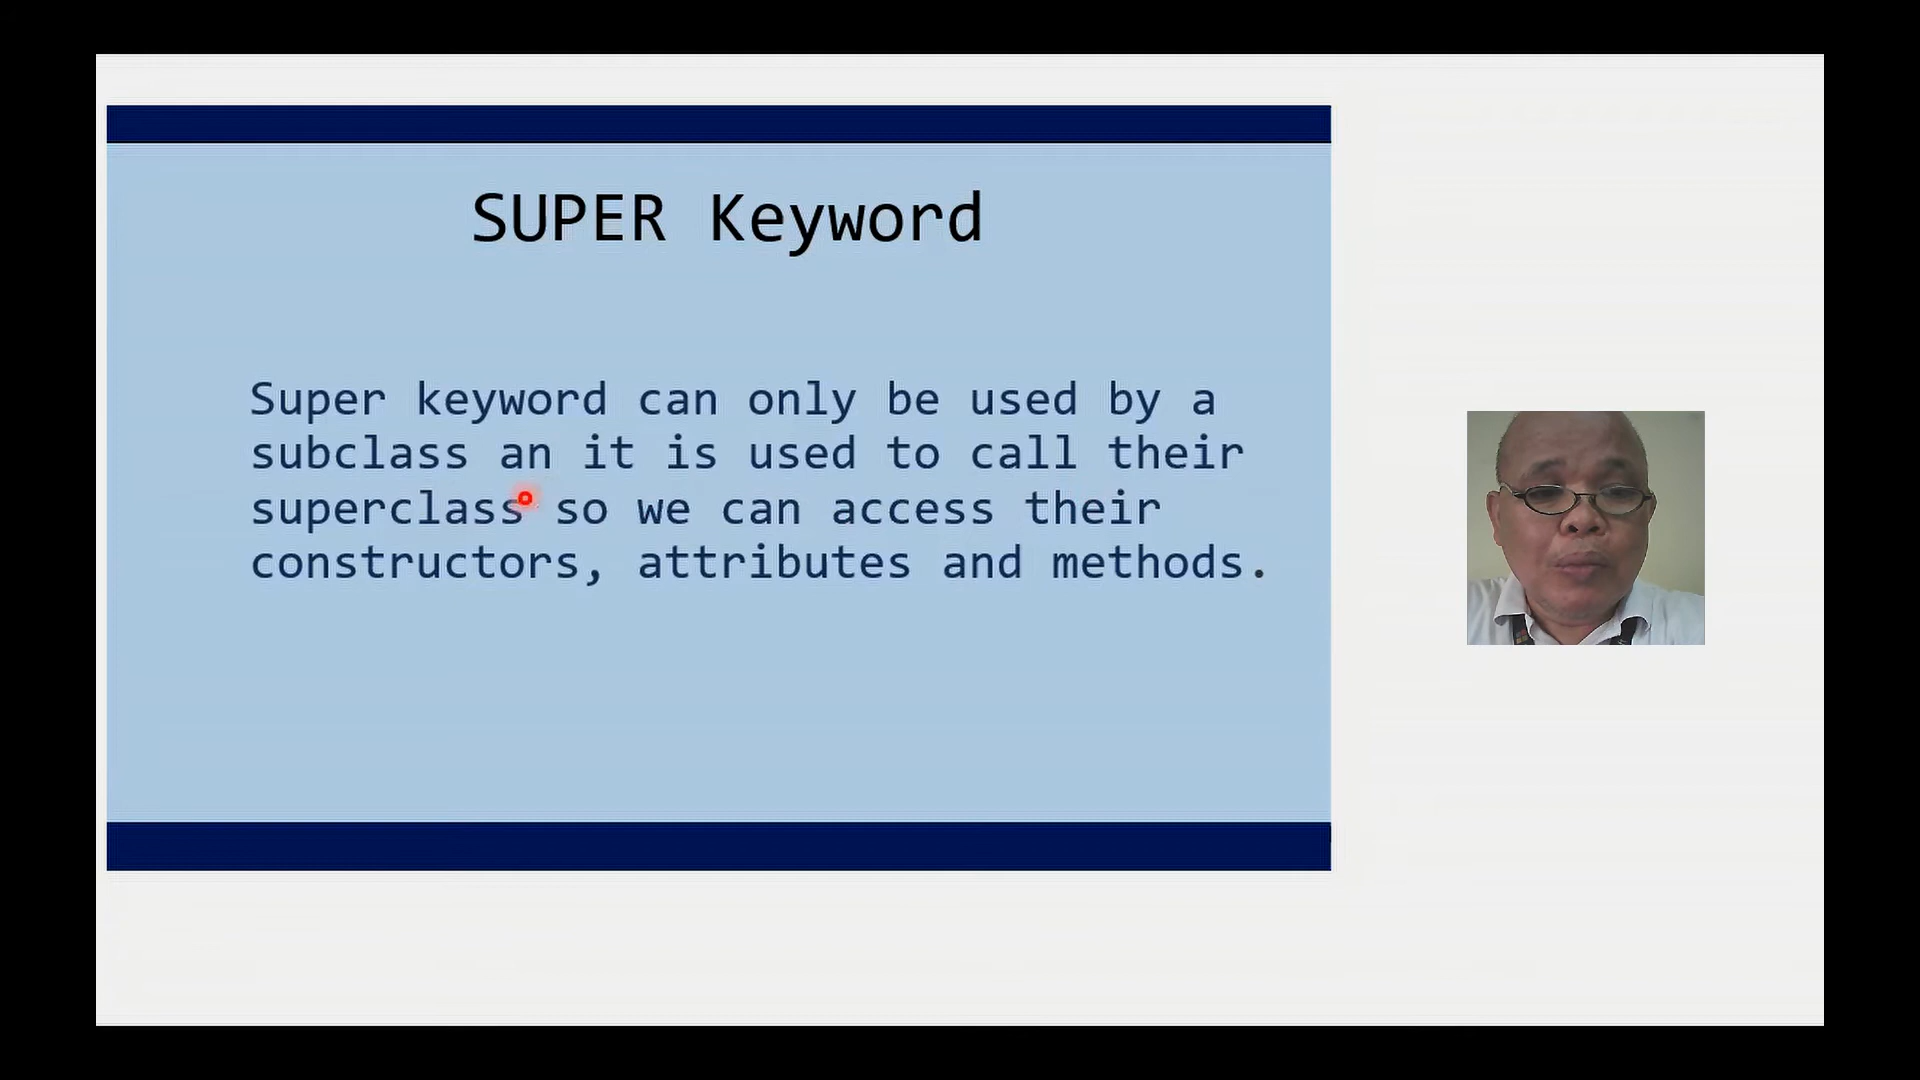 SUPER Keyword
Super keyword can only be used by a
subclass an it is used to call their
superclass so we can access their
constructors, attributes and methods.